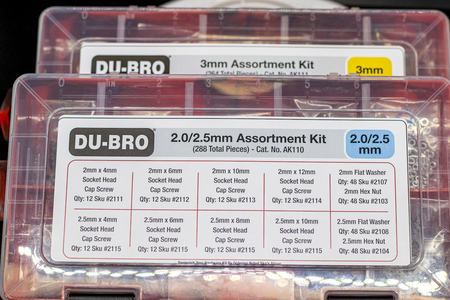 DU-BRO
3mm Assortment Kit
(264 Total Pieces) - Cat. No. AK111
3mm
DU-BRO
2.0/2.5mm Assortment Kit
(288 Total Pieces) - Cat. No. AK110
2.0/2.5
mm
2mm x 4mm
Socket Head
Cap Screw
Qty: 12 Sku #2111
2mm x 6mm
Socket Head
Cap Screw
Qty: 12 Sku #2112
2mm x 10mm
Socket Head
Cap Screw
Qty: 12 Sku #2113
2mm x 12mm
Socket Head
Cap Screw
Qty: 12 Sku #2114
2mm Flat Washer
Qty: 48 Sku #2107
2mm Hex Nut
Qty: 48 Sku #2103
2.5mm x 4mm
Socket Head
Cap Screw
Qty: 12 Sku #2115
2.5mm x 6mm
Socket Head
Cap Screw
Qty: 12 Sku #2115
2.5mm x 8mm
Socket Head
Cap Screw
Qty: 12 Sku #2115
2.5mm x 10mm
Socket Head
Cap Screw
Qty: 12 Sku #2115
2.5mm Flat Washer
Qty: 48 Sku #2108
2.5mm Hex Nut
Qty: 48 Sku #2104